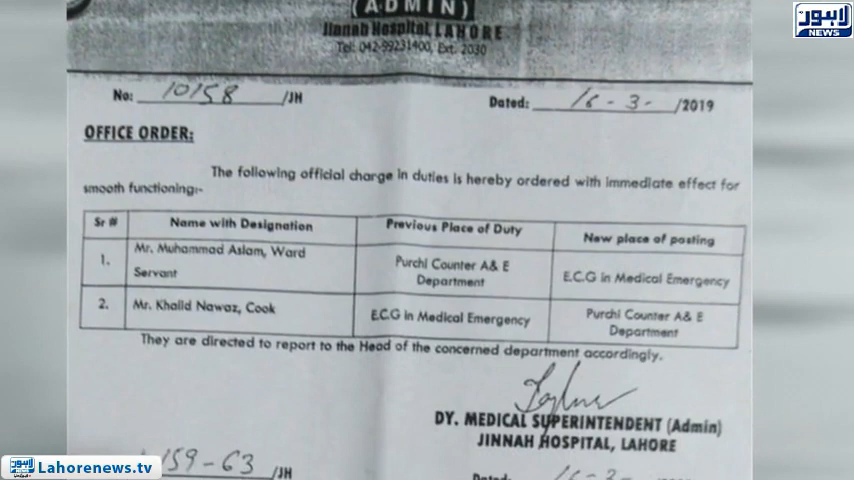 (ADMIN)
Jinnah Hospital, LAHORE
Tel: 042-99231400, Ext. 2030
لاہور
NEWS
No: 10158 /JH Dated: 16-3- /2019
OFFICE ORDER:
The following official charge in duties is hereby ordered with immediate effect for
smooth functioning:-
Sr # Name with Designation Previous Place of Duty New place of posting
1. Mr. Muhammad Aslam, Ward Servant Purchi Counter A& E Department E.C.G in Medical Emergency
2. Mr. Khalid Nawaz, Cook E.C.G in Medical Emergency Purchi Counter A& E Department
They are directed to report to the Head of the concerned department accordingly.
DY. MEDICAL SUPERINTENDENT (Admin)
JINNAH HOSPITAL, LAHORE
159-63 /JH Dated: 16-3-
Lahorenews.tv